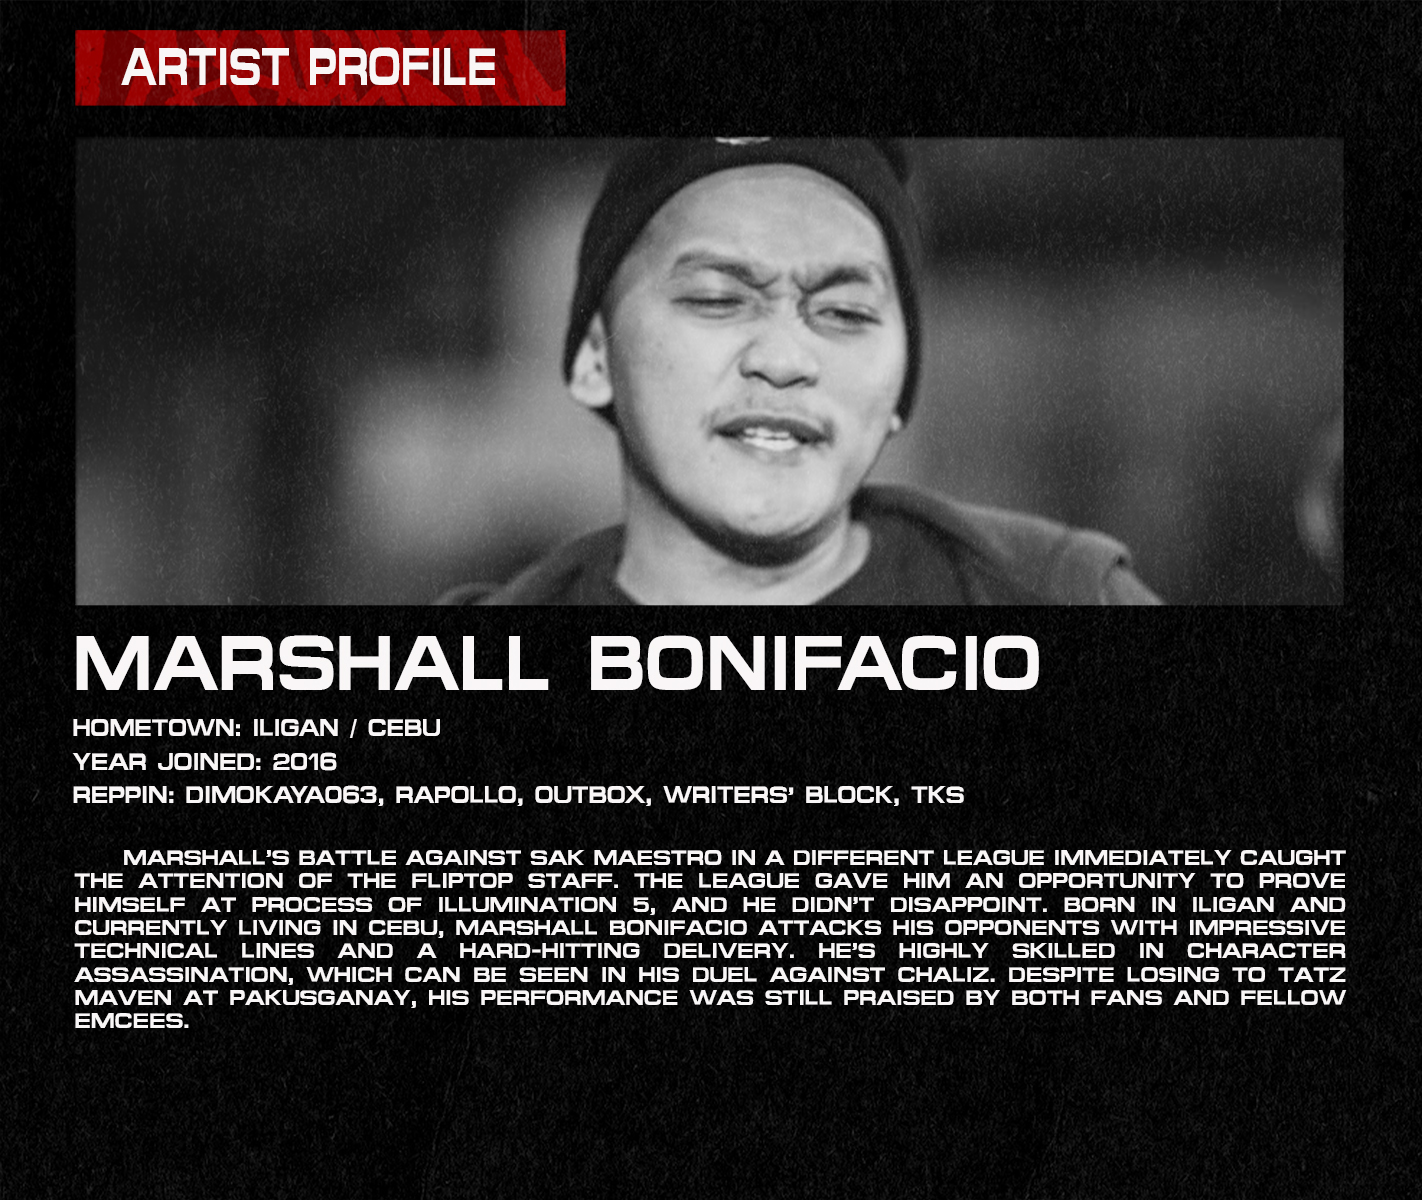 ARTIST PROFILE
MARSHALL BONIFACIO
HOMETOWN: ILIGAN / CEBU
YEAR JOINED: 2016
REPPIN: DIMOKAYA063, RAPOLLO, OUTBOX, WRITERS' BLOCK, TKS
MARSHALL'S BATTLE AGAINST SAK MAESTRO IN A DIFFERENT LEAGUE IMMEDIATELY CAUGHT
THE ATTENTION OF THE FLIPTOP STAFF. THE LEAGUE GAVE HIM AN OPPORTUNITY TO PROVE
HIMSELF AT PROCESS OF ILLUMINATION 5, AND HE DIDN'T DISAPPOINT. BORN IN ILIGAN AND
CURRENTLY LIVING IN CEBU, MARSHALL BONIFACIO ATTACKS HIS OPPONENTS WITH IMPRESSIVE
TECHNICAL LINES AND A HARD-HITTING DELIVERY. HE'S HIGHLY SKILLED IN CHARACTER
ASSASSINATION, WHICH CAN BE SEEN IN HIS DUEL AGAINST CHALIZ. DESPITE LOSING TO TATZ
MAVEN AT PAKUSGANAY, HIS PERFORMANCE WAS STILL PRAISED BY BOTH FANS AND FELLOW
EMCEES.